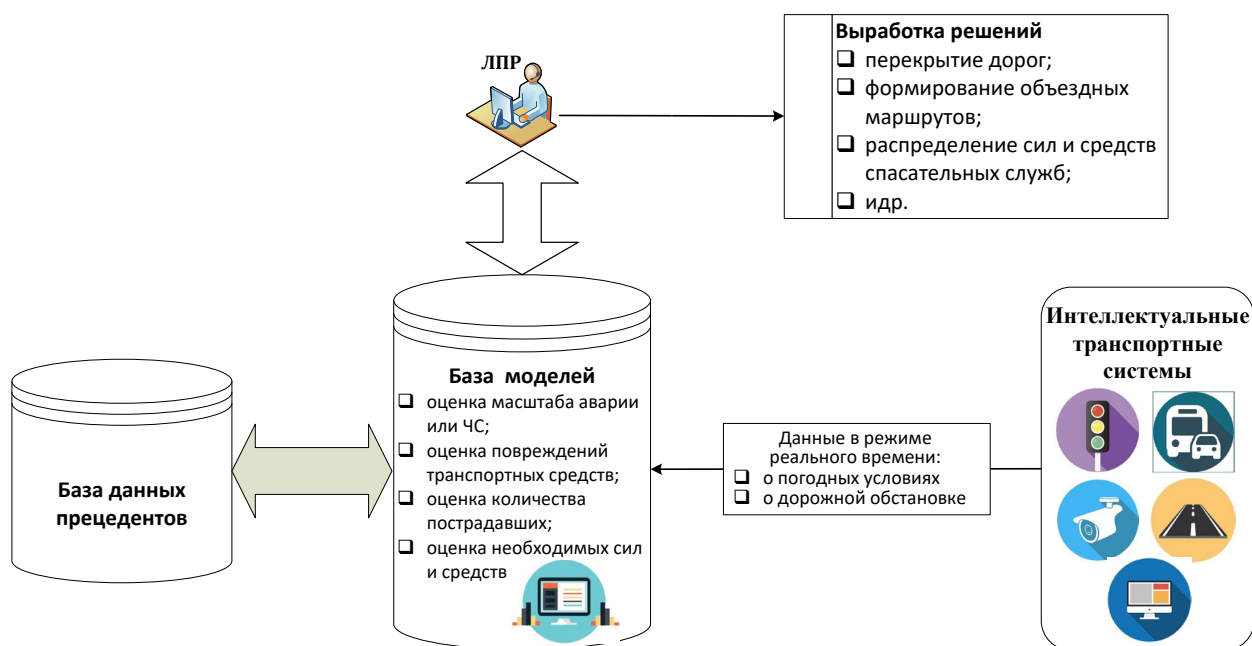 ЛПР
Выработка решений
перекрытие дорог;
формирование объездных
маршрутов;
распределение сил и средств
спасательных служб;
идр.
База данных
прецедентов
База моделей
оценка масштаба аварии
или ЧС;
оценка повреждений
транспортных средств;
оценка количества
пострадавших;
оценка необходимых сил
и средств
Данные в режиме
реального времени:
о погодных условиях
о дорожной обстановке
Интеллектуальные
транспортные
системы